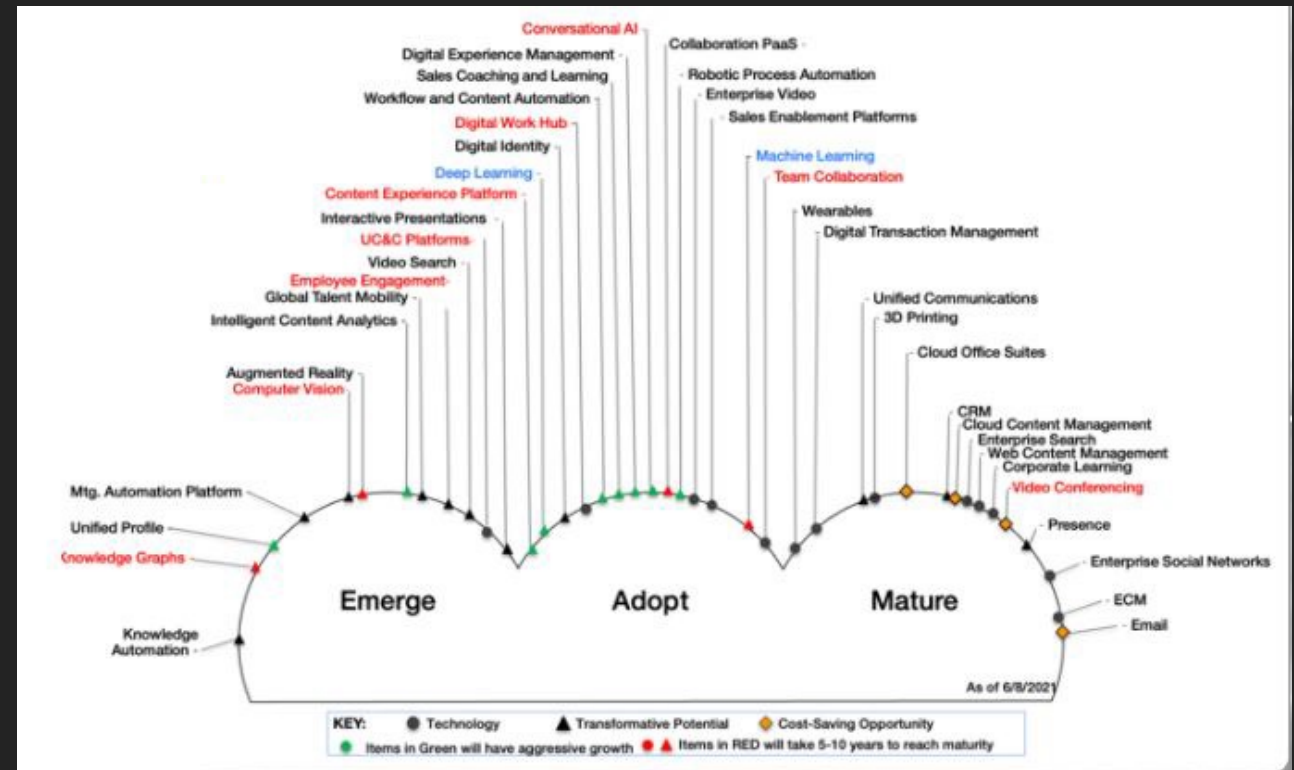 Conversational AI
Collaboration PaaS
Digital Experience Management
Robotic Process Automation
Sales Coaching and Learning
Enterprise Video
Workflow and Content Automation
Sales Enablement Platforms
Digital Work Hub
Digital Identity
Machine Learning
Deep Learning
Team Collaboration
Content Experience Platform
Wearables
Interactive Presentations
Digital Transaction Management
UC&C Platforms
Video Search
Employee Engagement
Global Talent Mobility
Unified Communications
Intelligent Content Analytics
3D Printing
Cloud Office Suites
Augmented Reality
Computer Vision
CRM
Cloud Content Management
Enterprise Search
Web Content Management
Corporate Learning
Video Conferencing
Mtg. Automation Platform
Presence
Unified Profile
Knowledge Graphs
Enterprise Social Networks
Emerge
Adopt
Mature
ECM
Email
Knowledge
Automation
As of 6/8/2021
KEY: Technology Transformative Potential Cost-Saving Opportunity
Items in Green will have aggressive growth Items in RED will take 5-10 years to reach maturity